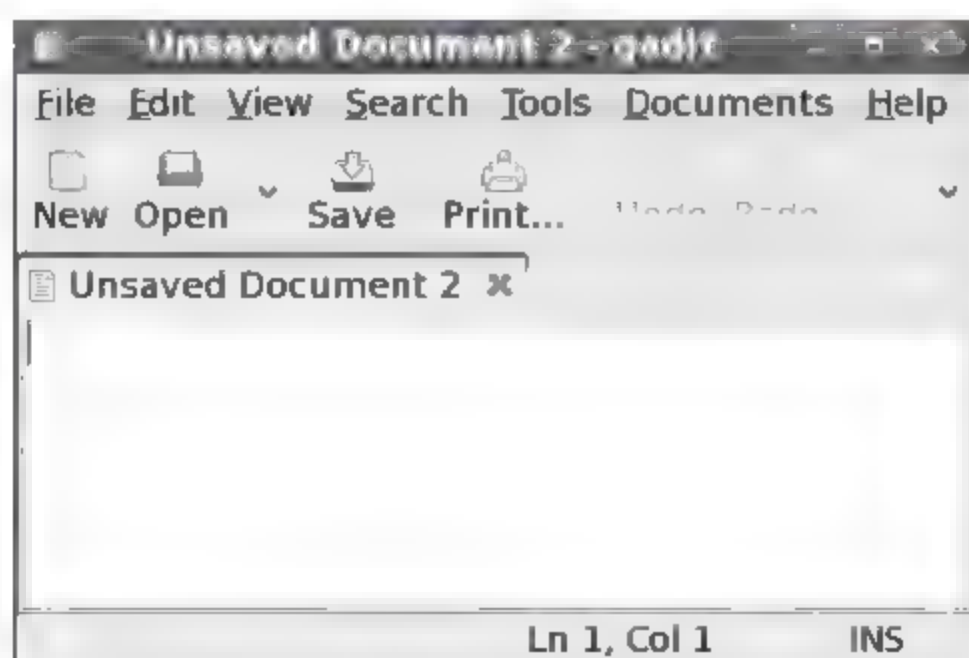 Unsaved Document 2 - gedit
File Edit View Search Tools Documents Help
New Open Save Print...
Unsaved Document 2
Ln 1, Col 1 INS